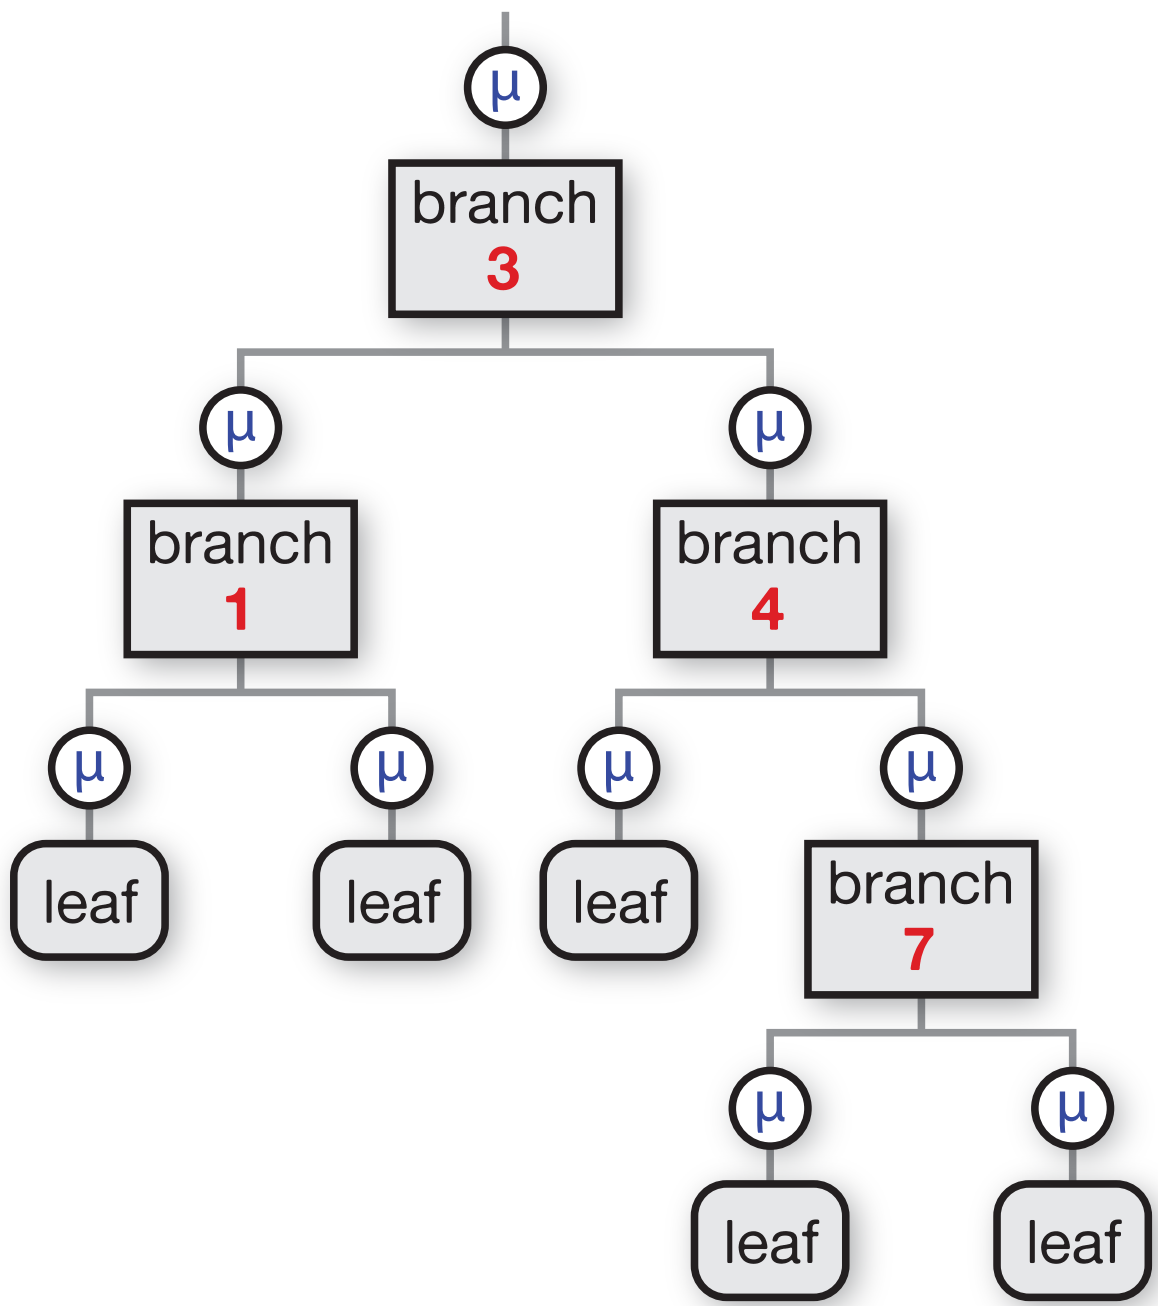 μ
branch
3
μ μ
branch branch
1 4
μ μ μ μ
leaf leaf leaf branch
7
μ μ
leaf leaf